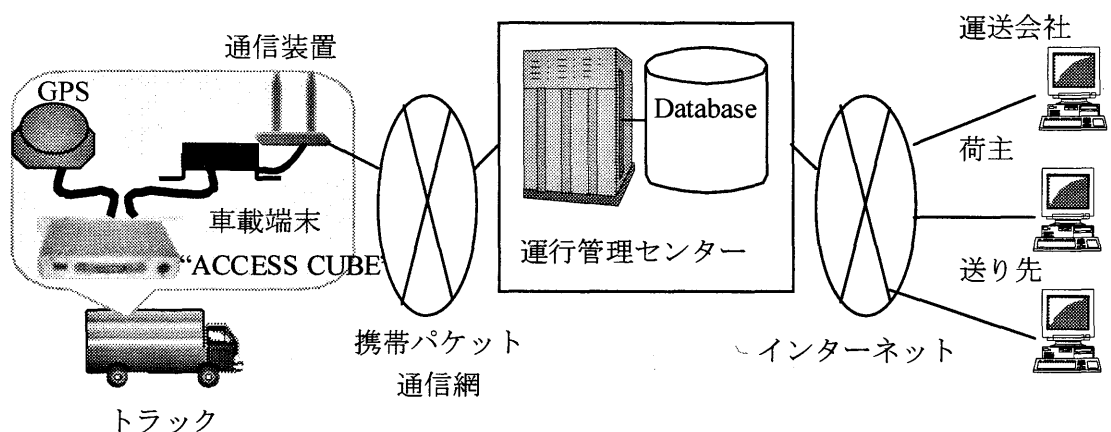 通信装置
GPS
車載端末
“ACCESS CUBE”
トラック
携帯パケット
通信網
Database
運行管理センター
インターネット
運送会社
荷主
送り先